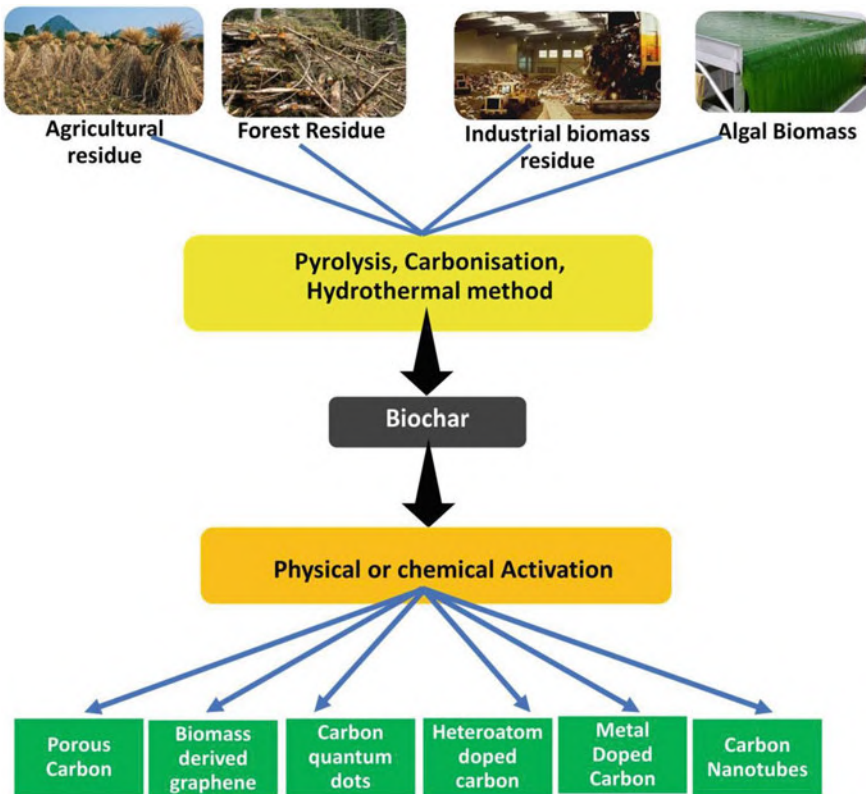 Agricultural
residue
Forest Residue
Industrial biomass
residue
Algal Biomass
Pyrolysis, Carbonisation,
Hydrothermal method
Biochar
Physical or chemical Activation
Porous
Carbon
Biomass
derived
graphene
Carbon
quantum
dots
Heteroatom
doped
carbon
Metal
Doped
Carbon
Carbon
Nanotubes